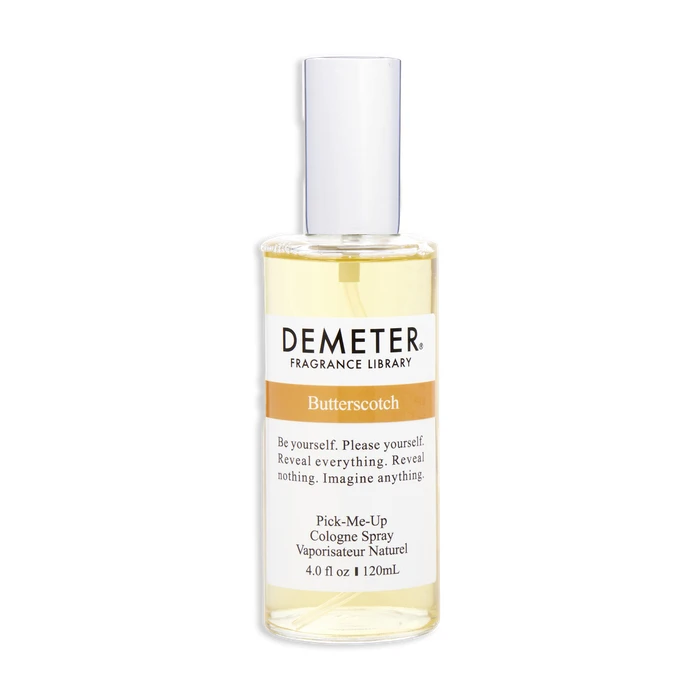 DEMETER®
FRAGRANCE LIBRARY
Butterscotch
Be yourself. Please yourself.
Reveal everything. Reveal
nothing. Imagine anything.
Pick-Me-Up
Cologne Spray
Vaporisateur Naturel
4.0 fl oz ❙ 120mL